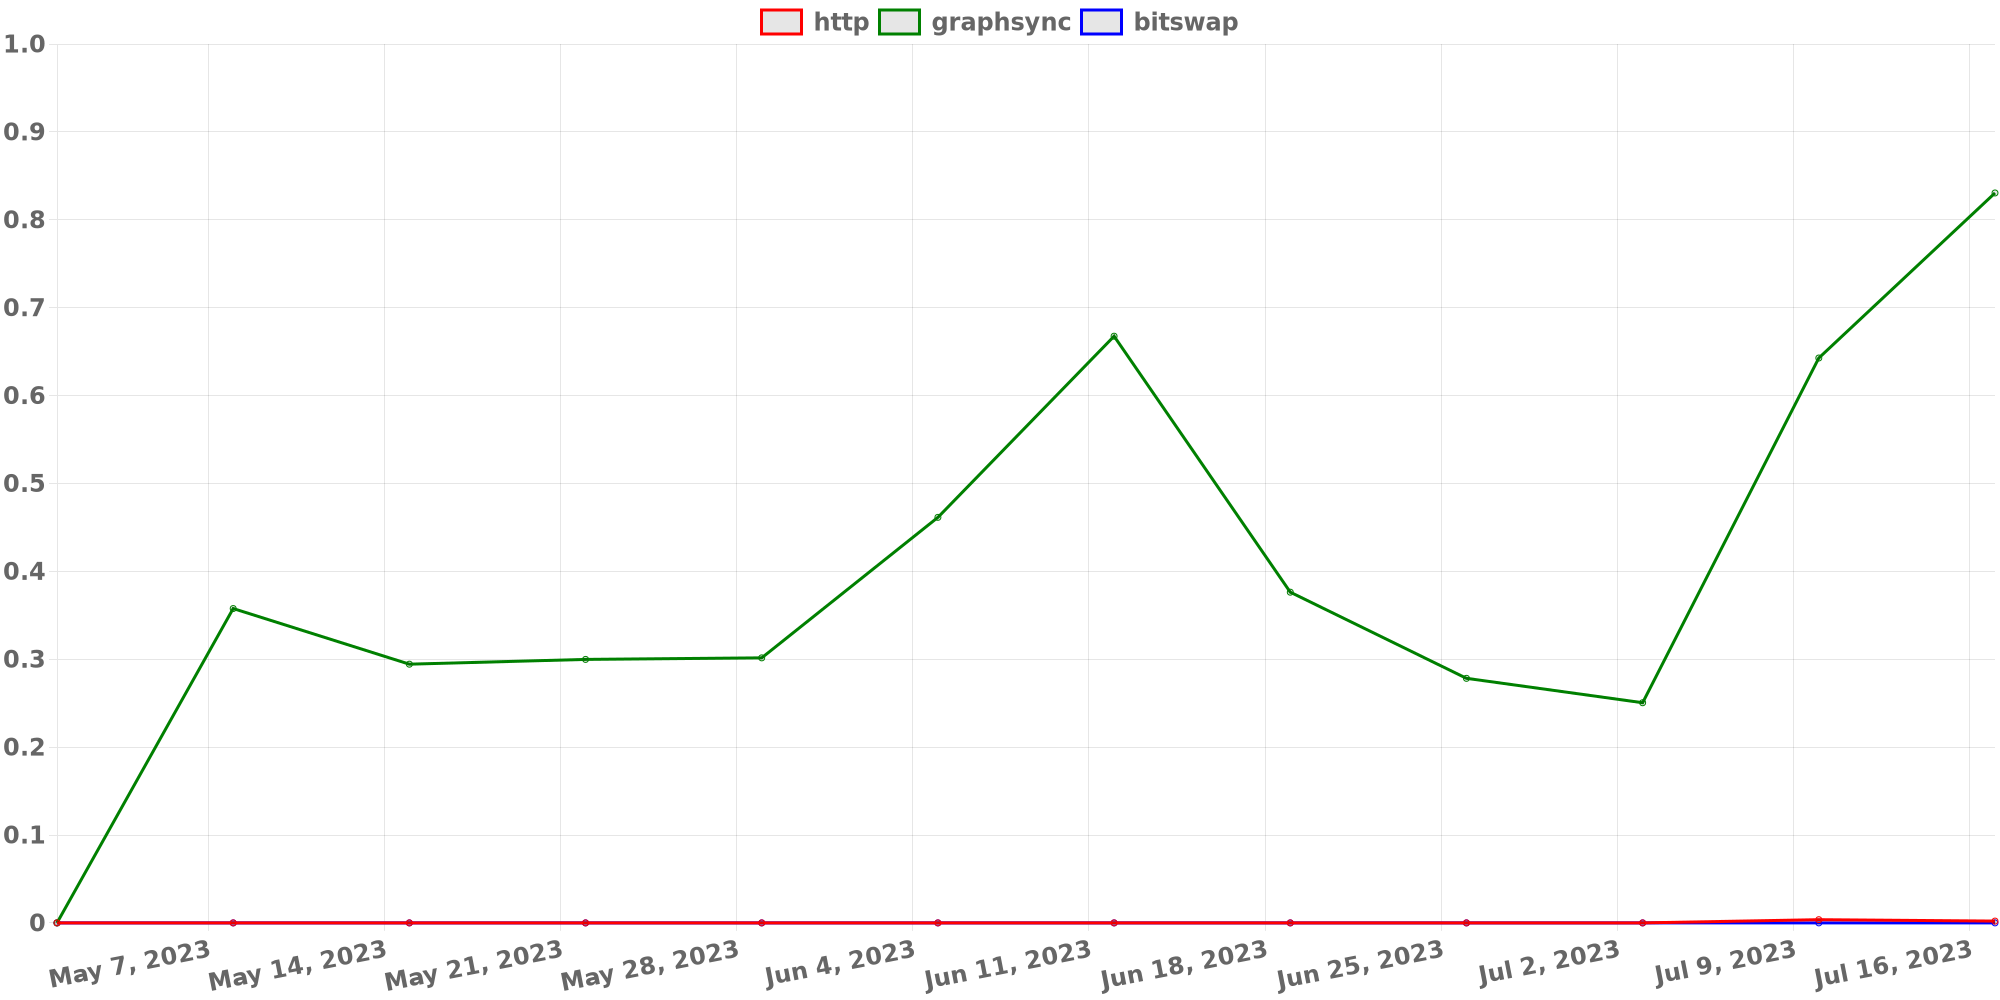 http graphsync bitswap
1.0
0.9
0.8
0.7
0.6
0.5
0.4
0.3
0.2
0.1
0
May 7, 2023
May 14, 2023
May 21, 2023
May 28, 2023
Jun 4, 2023
Jun 11, 2023
Jun 18, 2023
Jun 25, 2023
Jul 2, 2023
Jul 9, 2023
Jul 16, 2023